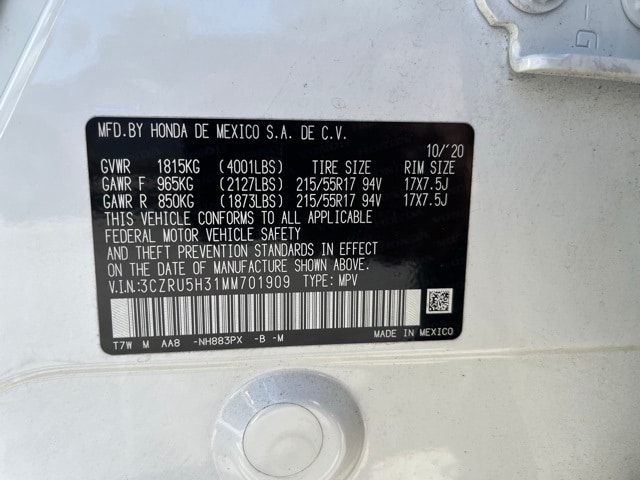 MFD.BY HONDA DE MEXICO S.A. DE C.V.
10/'20
GVWR 1815KG (4001LBS) TIRE SIZE RIM SIZE
GAWR F 965KG (2127LBS) 215/55R17 94V 17X7.5J
GAWR R 850KG (1873LBS) 215/55R17 94V 17X7.5J
THIS VEHICLE CONFORMS TO ALL APPLICABLE
FEDERAL MOTOR VEHICLE SAFETY
AND THEFT PREVENTION STANDARDS IN EFFECT
ON THE DATE OF MANUFACTURE SHOWN ABOVE.
V.I.N.:3CZRU5H31MM701909 TYPE: MPV
T7W M AA8 -NH883PX -B -M
MADE IN MEXICO